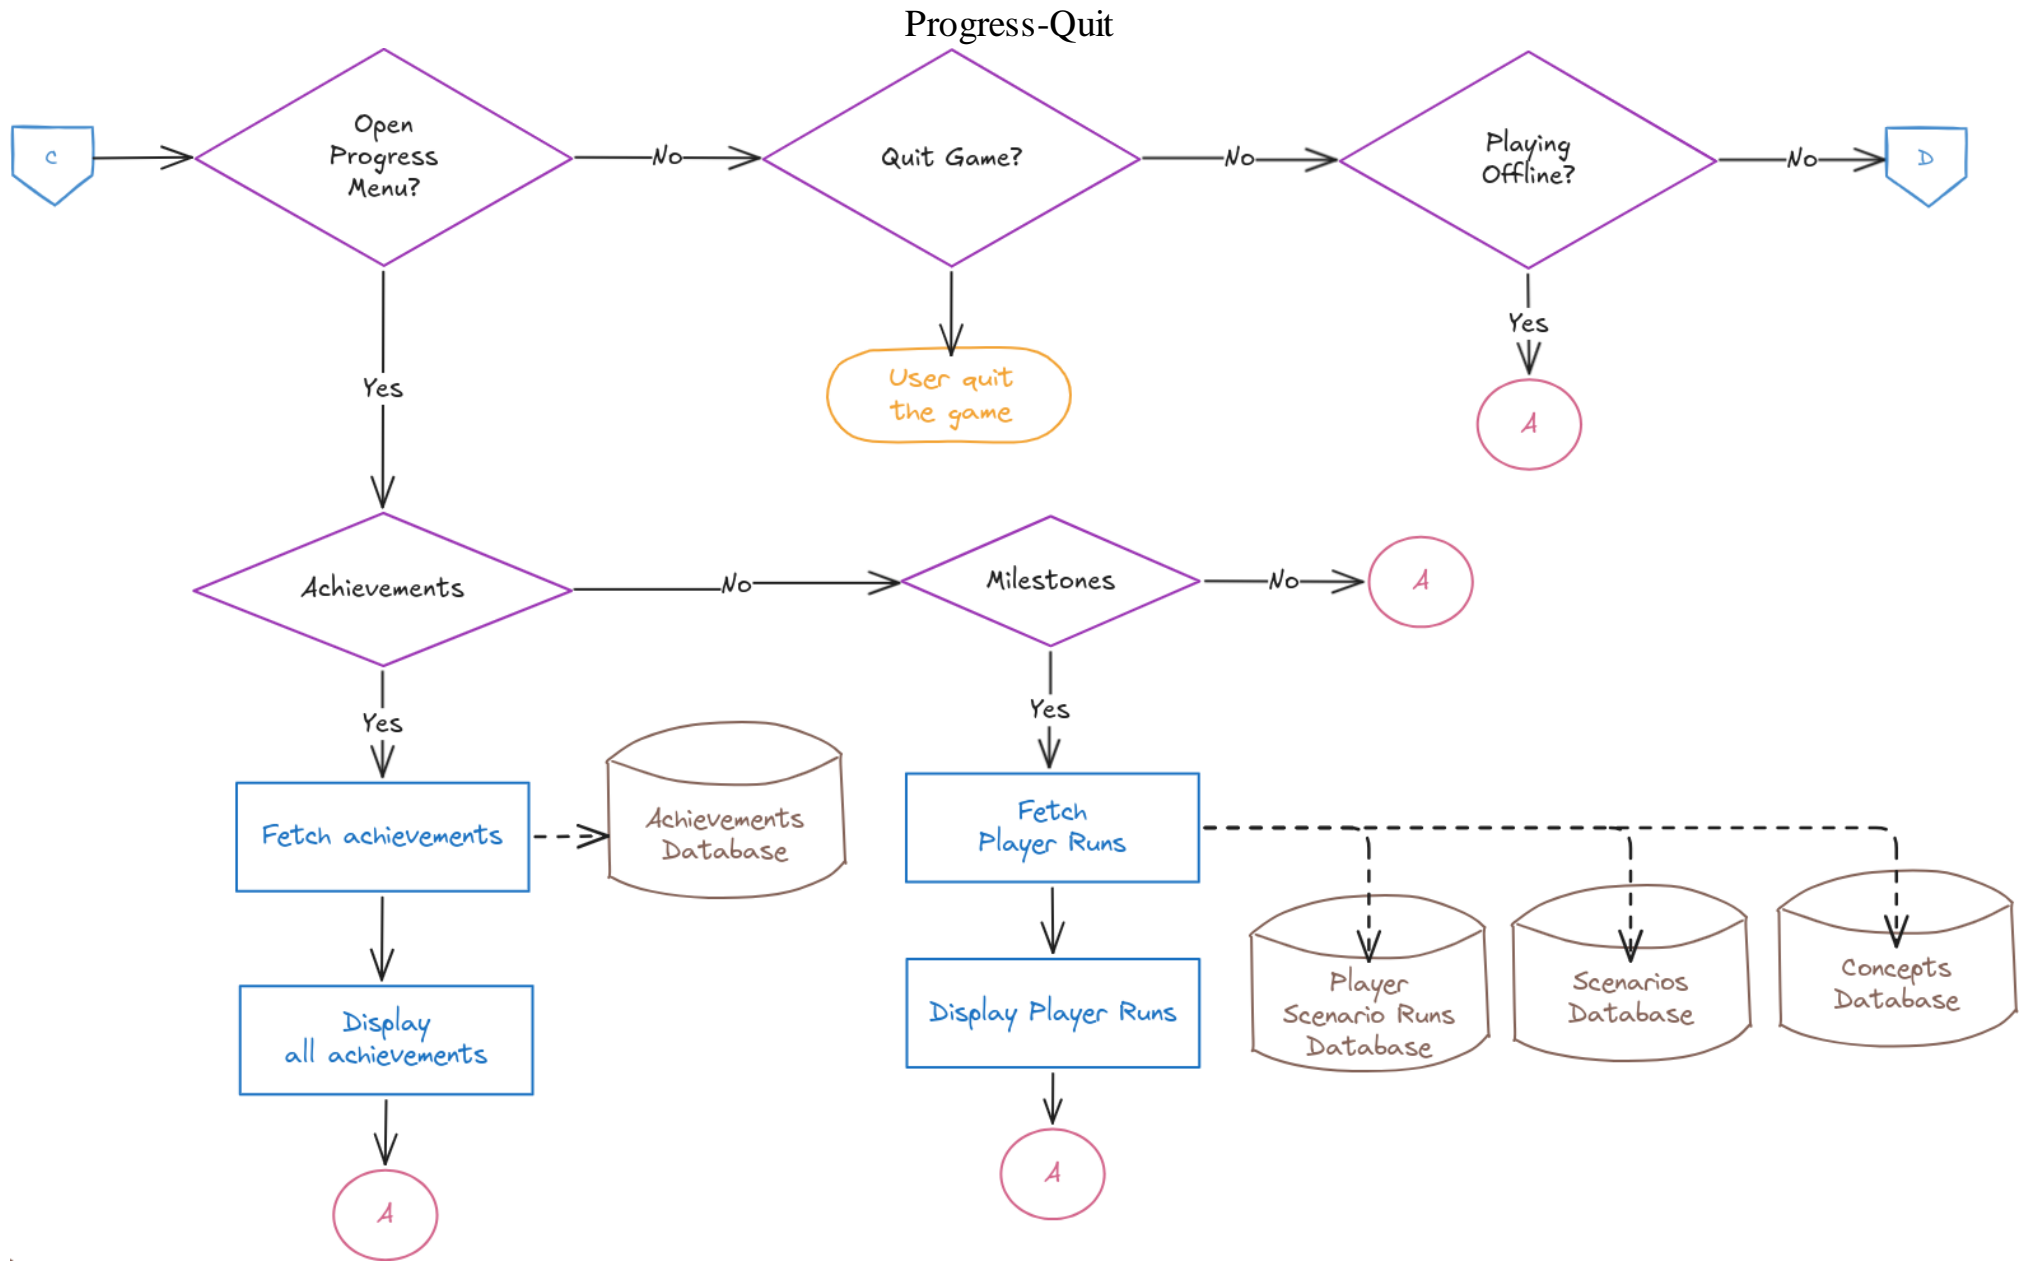 Progress-Quit
C
Open
Progress
Menu?
No
Quit Game?
No
Playing
Offline?
No
D
Yes
User quit
the game
Yes
A
Achievements
No
Milestones
No
A
Yes
Yes
Fetch achievements
Achievements
Database
Fetch
Player Runs
Display
all achievements
Display Player Runs
Player
Scenario Runs
Database
Scenarios
Database
Concepts
Database
A
A